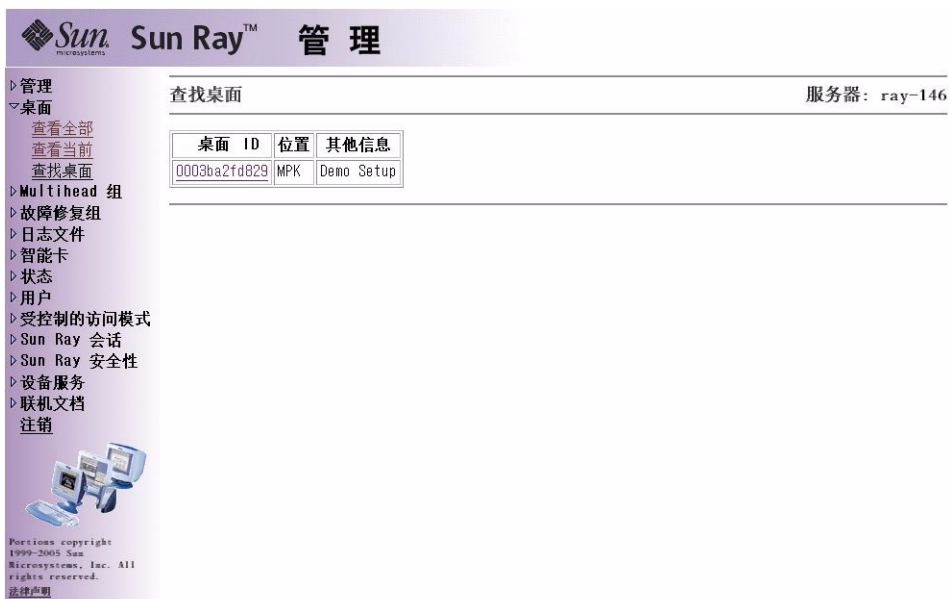 Sun microsystems Sun Ray™ 管 理
▷管理
▽桌面
查看全部
查看当前
查找桌面
▷Multihead 组
▷故障修复组
▷日志文件
▷智能卡
▷状态
▷用户
▷受控制的访问模式
▷Sun Ray 会话
▷Sun Ray 安全性
▷设备服务
▷联机文档
注销
Portions copyright
1999-2005 Sun
Microsystems, Inc. All
rights reserved.
法律声明
查找桌面 服务器: ray-146
桌面 ID 位置 其他信息
0003ba2fd829 MPK Demo Setup